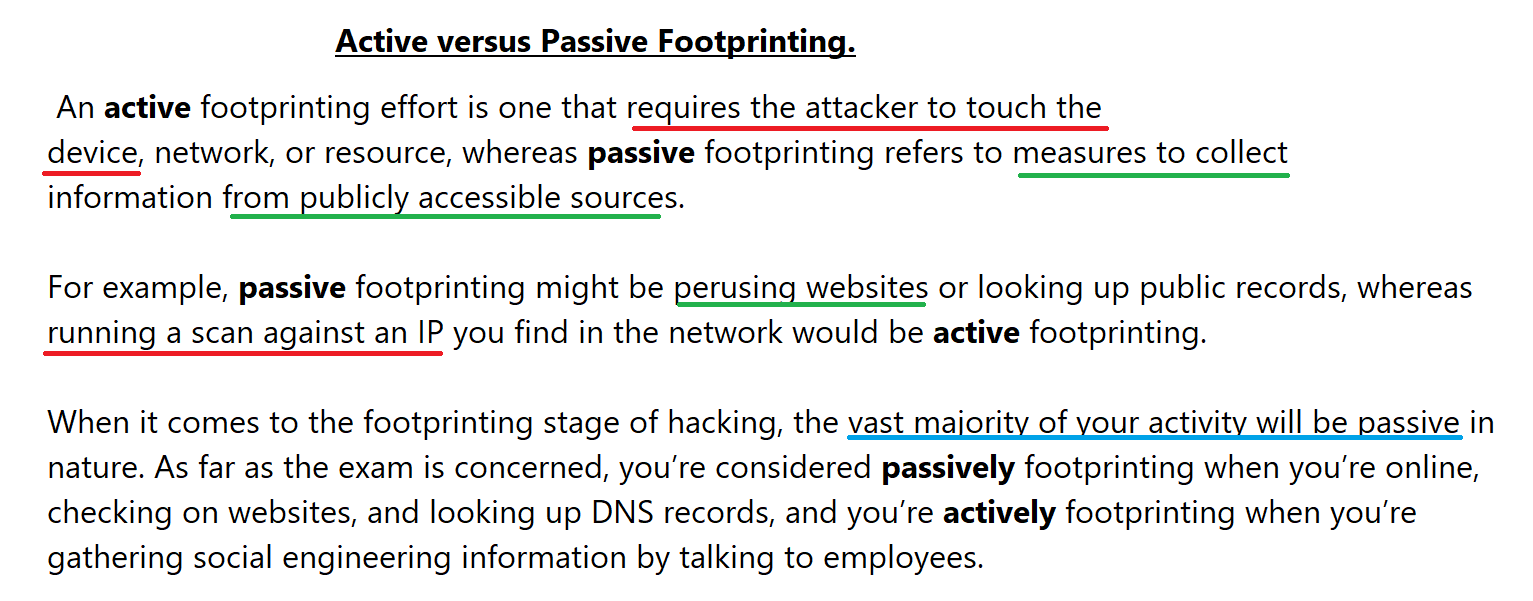 Active versus Passive Footprinting.
An active footprinting effort is one that requires the attacker to touch the
device, network, or resource, whereas passive footprinting refers to measures to collect
information from publicly accessible sources.
For example, passive footprinting might be perusing websites or looking up public records, whereas
running a scan against an IP you find in the network would be active footprinting.
When it comes to the footprinting stage of hacking, the vast majority of your activity will be passive in
nature. As far as the exam is concerned, you’re considered passively footprinting when you’re online,
checking on websites, and looking up DNS records, and you’re actively footprinting when you’re
gathering social engineering information by talking to employees.